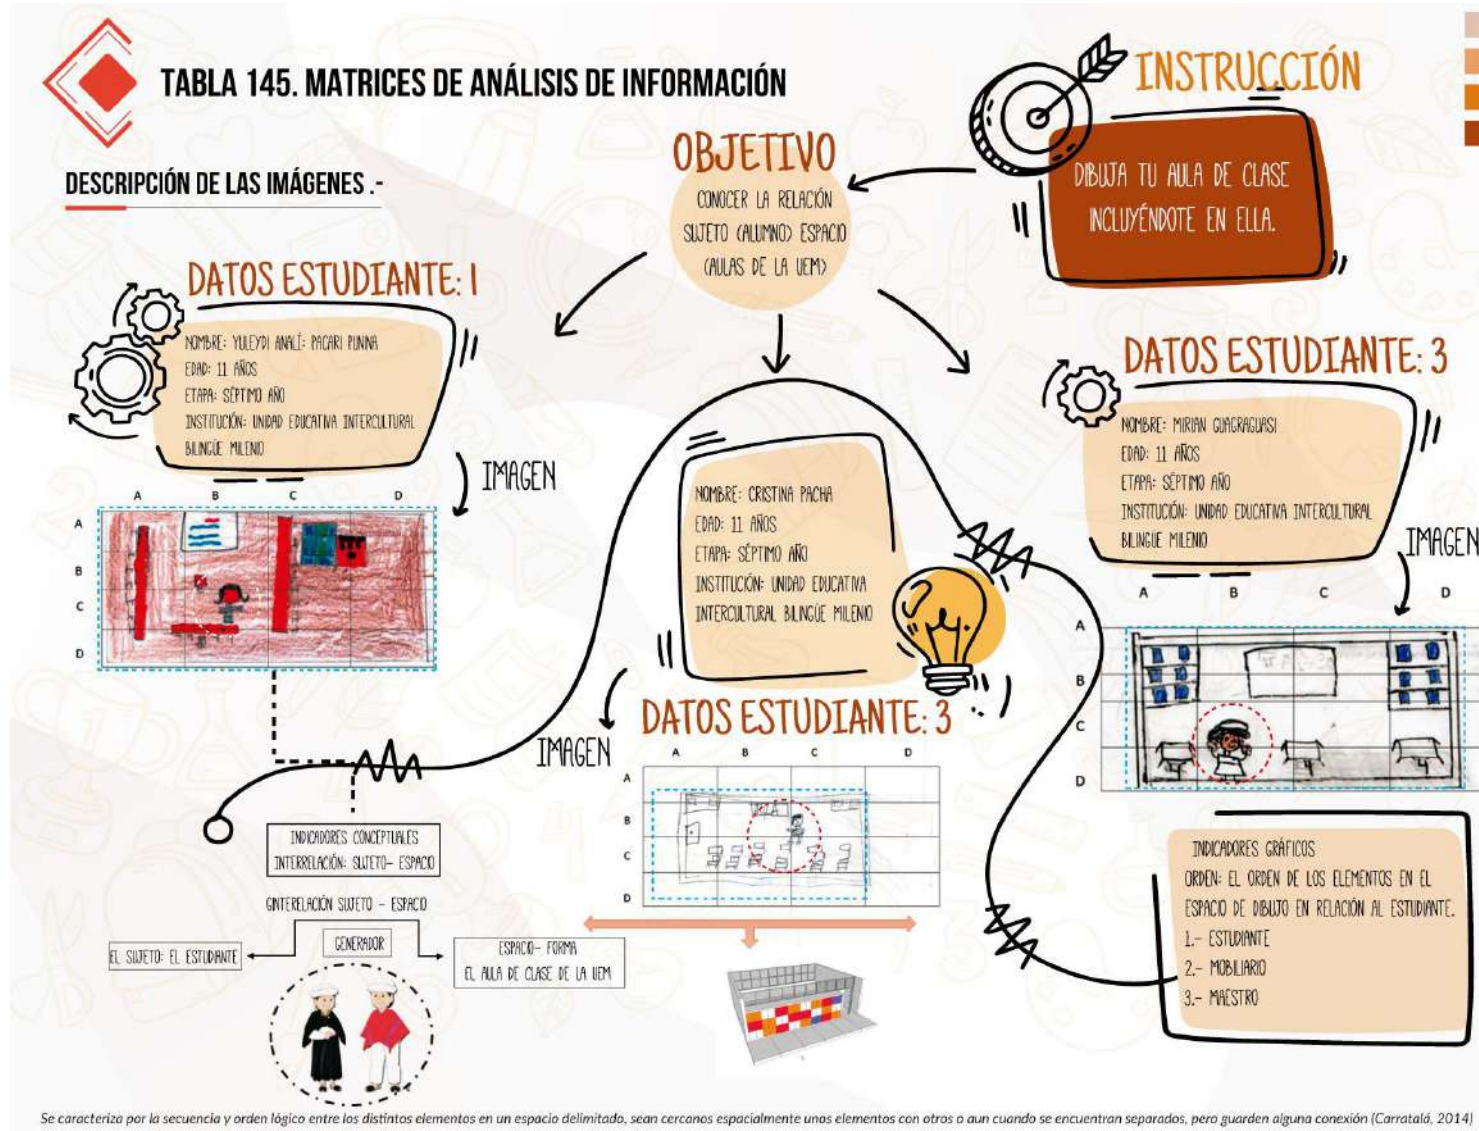 TABLA 145. MATRICES DE ANÁLISIS DE INFORMACIÓN
DESCRIPCIÓN DE LAS IMÁGENES .-
INSTRUCCIÓN
DIBUJA TU AULA DE CLASE
INCLUYÉNDOTE EN ELLA.
OBJETIVO
CONOCER LA RELACIÓN
SUJETO (ALUMNO) ESPACIO
(AULAS DE LA UEM)
DATOS ESTUDIANTE: 1
NOMBRE: YULEYDI ANALÍ: PACARI PUNINA
EDAD: 11 AÑOS
ETAPA: SÉPTIMO AÑO
INSTITUCIÓN: UNIDAD EDUCATIVA INTERCULTURAL
BILINGÜE MILENIO
IMAGEN
A B C D
A
B
C
D
NOMBRE: CRISTINA PACHA
EDAD: 11 AÑOS
ETAPA: SÉPTIMO AÑO
INSTITUCIÓN: UNIDAD EDUCATIVA
INTERCULTURAL BILINGÜE MILENIO
DATOS ESTUDIANTE: 3
IMAGEN
A B C D
A
B
C
D
DATOS ESTUDIANTE: 3
NOMBRE: MIRIAN GUAGRAGUASI
EDAD: 11 AÑOS
ETAPA: SÉPTIMO AÑO
INSTITUCIÓN: UNIDAD EDUCATIVA INTERCULTURAL
BILINGÜE MILENIO
IMAGEN
A B C D
A
B
C
D
INDICADORES CONCEPTUALES
INTERRELACIÓN: SUJETO- ESPACIO
GINTERELACIÓN SUJETO - ESPACIO
EL SUJETO: EL ESTUDIANTE
GENERADOR
ESPACIO- FORMA
EL AULA DE CLASE DE LA UEM
INDICADORES GRÁFICOS
ORDEN: EL ORDEN DE LOS ELEMENTOS EN EL
ESPACIO DE DIBUJO EN RELACIÓN AL ESTUDIANTE.
1.- ESTUDIANTE
2.- MOBILIARIO
3.- MAESTRO
Se caracteriza por la secuencia y orden lógico entre los distintos elementos en un espacio delimitado, sean cercanos espacialmente unos elementos con otros o aun cuando se encuentran separados, pero guarden alguna conexión (Carratalá, 2014)